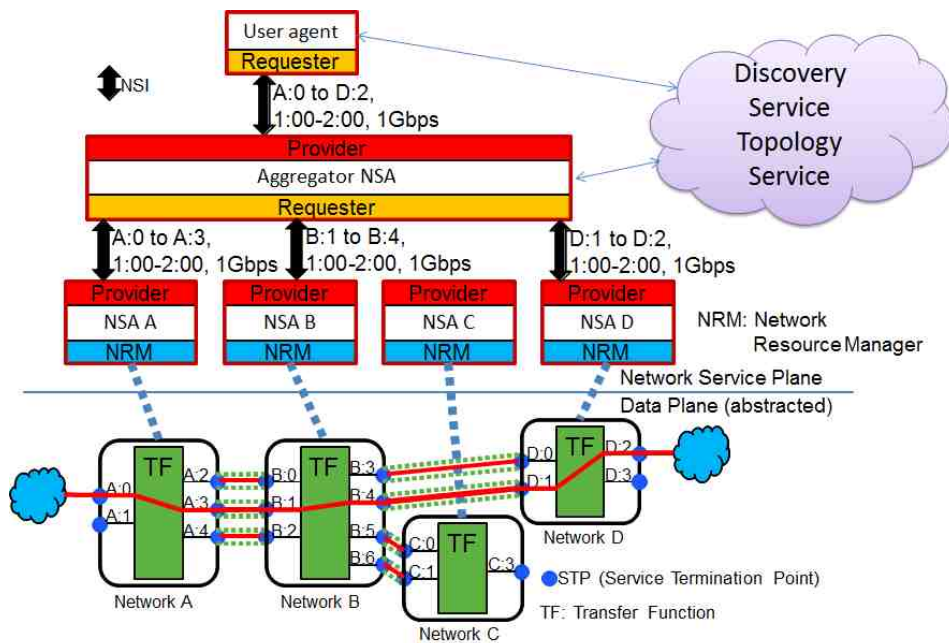 User agent
Requester
NSI
A:0 to D:2,
1:00-2:00, 1Gbps
Discovery
Service
Topology
Service
Provider
Aggregator NSA
Requester
A:0 to A:3,
1:00-2:00, 1Gbps
B:1 to B:4,
1:00-2:00, 1Gbps
D:1 to D:2,
1:00-2:00, 1Gbps
Provider
NSA A
NRM
Provider
NSA B
NRM
Provider
NSA C
NRM
Provider
NSA D
NRM
NRM: Network
Resource Manager
Network Service Plane
Data Plane (abstracted)
A:0
A:1
TF
A:2
A:3
A:4
Network A
B:0
B:1
B:2
TF
B:3
B:4
B:5
B:6
Network B
C:0
C:1
TF
C:3
Network C
D:0
D:1
TF
D:2
D:3
Network D
STP (Service Termination Point)
TF: Transfer Function